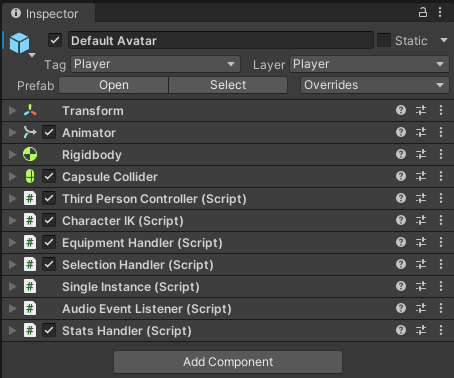 Inspector
Default Avatar Static
Tag Player Layer Player
Prefab Open Select Overrides
Transform
Animator
Rigidbody
Capsule Collider
# Third Person Controller (Script)
# Character IK (Script)
# Equipment Handler (Script)
# Selection Handler (Script)
# Single Instance (Script)
# Audio Event Listener (Script)
# Stats Handler (Script)
Add Component